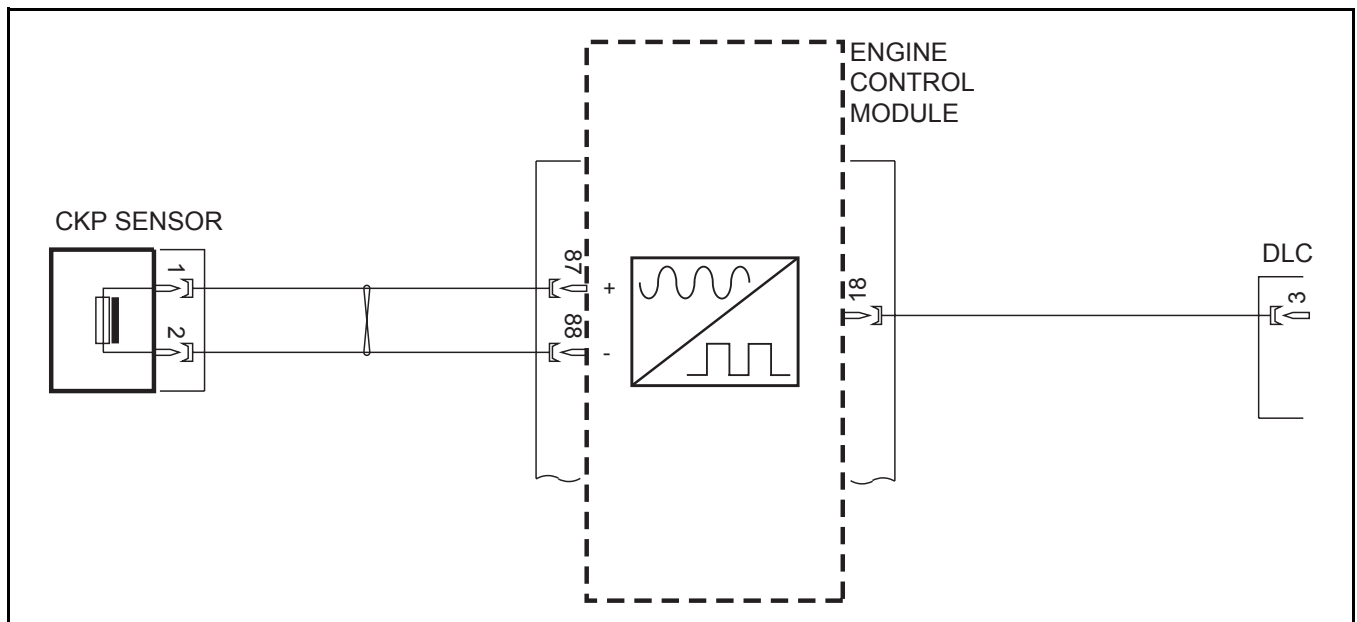 ENGINE
CONTROL
MODULE
CKP SENSOR
DLC
1
87
+
18
3
2
88
-